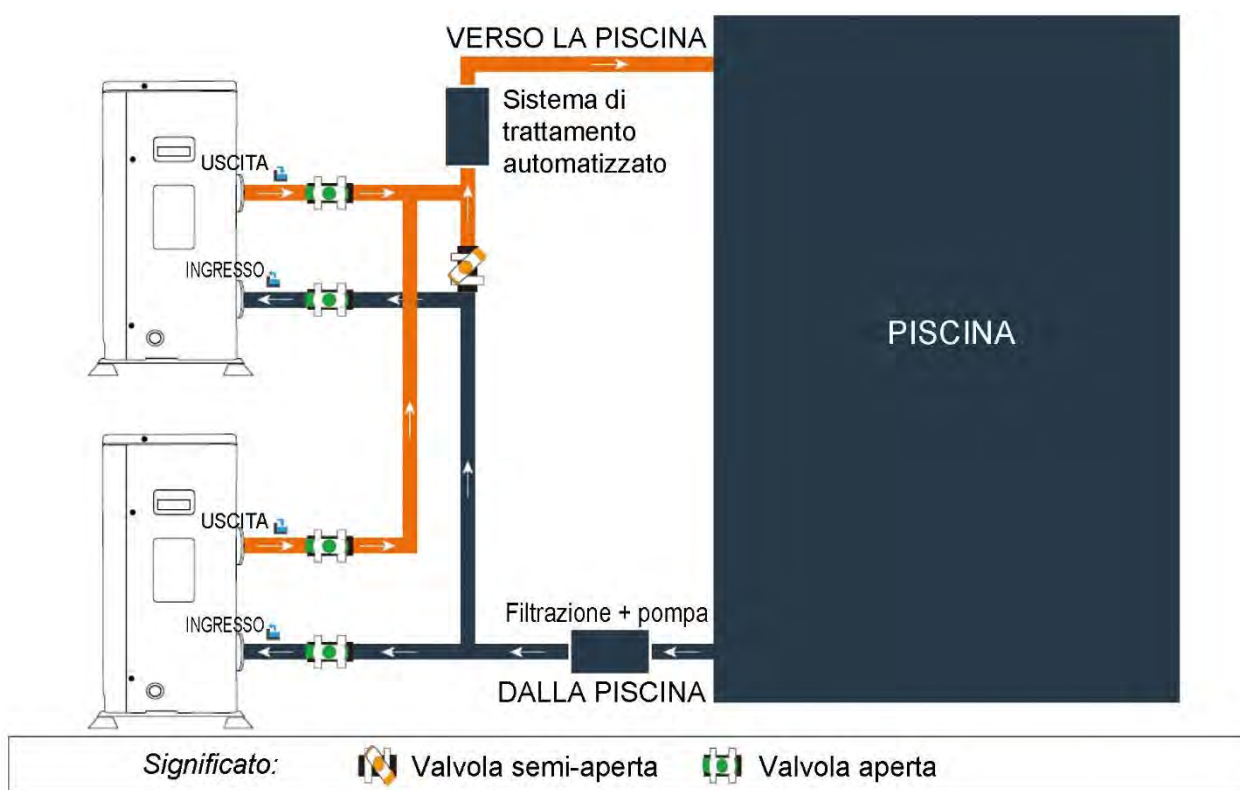 VERSO LA PISCINA
Sistema di
trattamento
automatizzato
USCITA
INGRESSO
PISCINA
USCITA
INGRESSO
Filtrazione + pompa
DALLA PISCINA
Significato:
Valvola semi-aperta
Valvola aperta